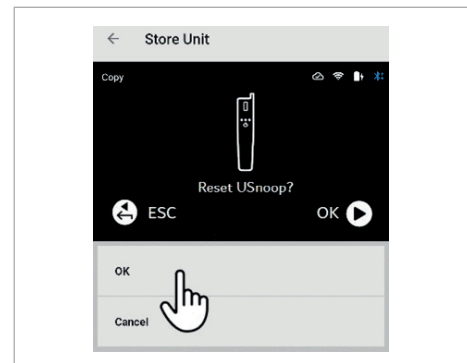 Store Unit
Copy
Reset USnoop?
ESC
OK
OK
Cancel